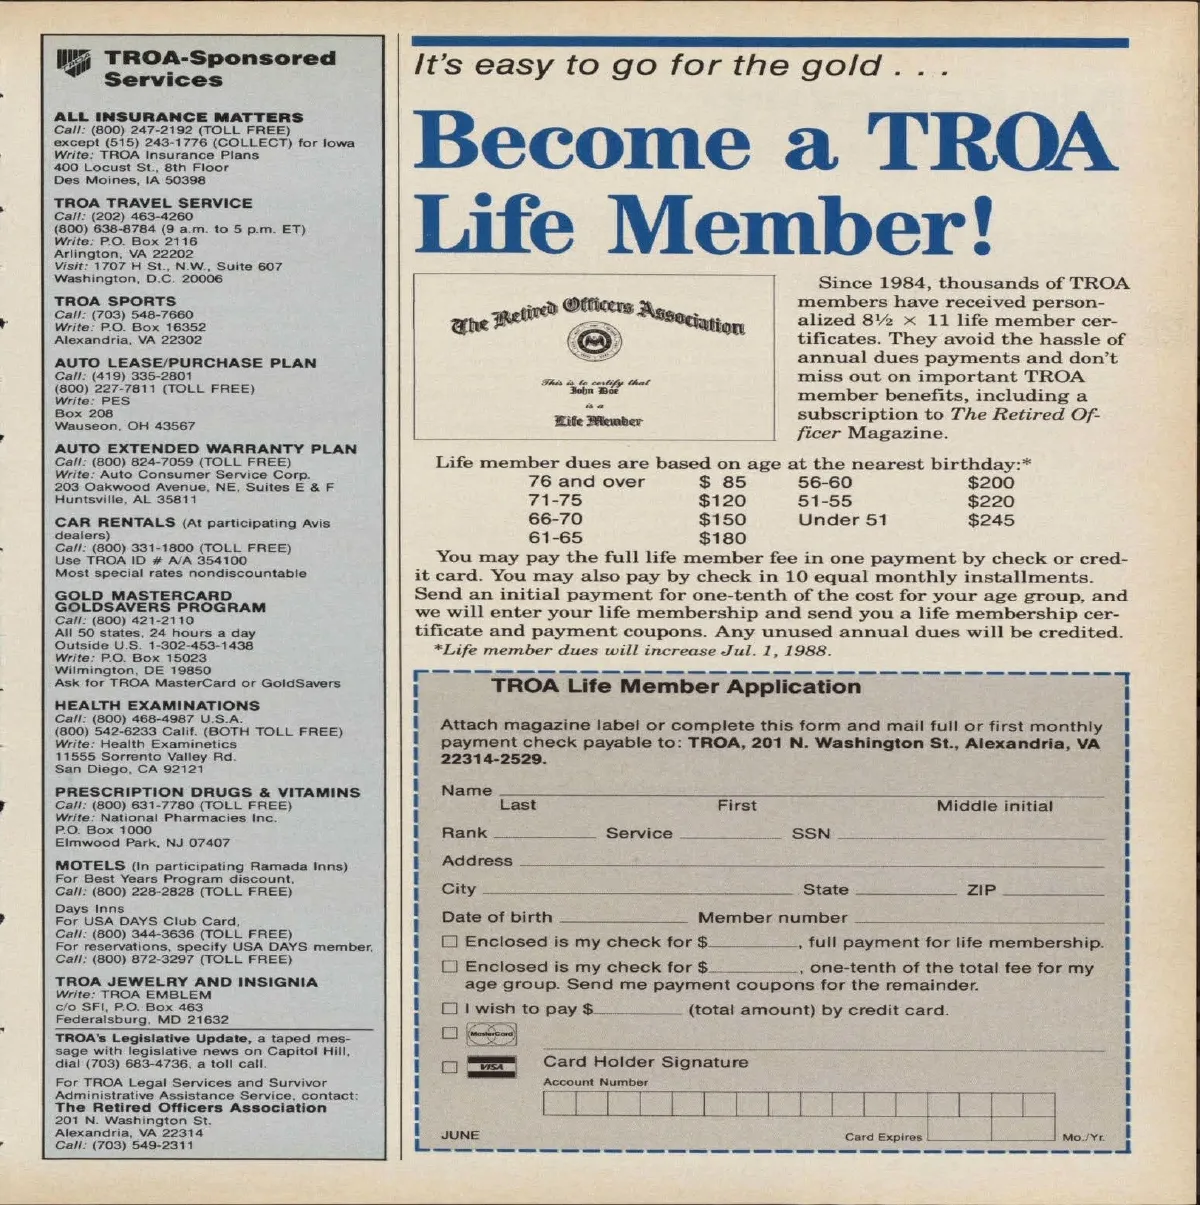 TROA-Sponsored
Services
ALL INSURANCE MATTERS
Call: (800) 247-2192 (TOLL FREE)
except (515) 243-1776 (COLLECT) for Iowa
Write: TROA Insurance Plans
400 Locust St., 8th Floor
Des Moines, IA 50398
TROA TRAVEL SERVICE
Call: (202) 463-4260
(800) 638-8784 (9 a.m. to 5 p.m. ET)
Write: P.O. Box 2116
Arlington, VA 22202
Visit: 1707 H St., N.W., Suite 607
Washington, D.C. 20006
TROA SPORTS
Call: (703) 548-7660
Write: P.O. Box 16352
Alexandria, VA 22302
AUTO LEASE/PURCHASE PLAN
Call: (419) 335-2801
(800) 227-7811 (TOLL FREE)
Write: PES
Box 208
Wauseon, OH 43567
AUTO EXTENDED WARRANTY PLAN
Call: (800) 824-7059 (TOLL FREE)
Write: Auto Consumer Service Corp.
203 Oakwood Avenue, NE, Suites E & F
Huntsville, AL 35811
CAR RENTALS (At participating Avis
dealers)
Call: (800) 331-1800 (TOLL FREE)
Use TROA ID # A/A 354100
Most special rates nondiscountable
GOLD MASTERCARD
GOLDSAVERS PROGRAM
Call: (800) 421-2110
All 50 states, 24 hours a day
Outside U.S. 1-302-453-1438
Write: P.O. Box 15023
Wilmington, DE 19850
Ask for TROA MasterCard or GoldSavers
HEALTH EXAMINATIONS
Call: (800) 468-4987 U.S.A.
(800) 542-6233 Calif. (BOTH TOLL FREE)
Write: Health Examinetics
11555 Sorrento Valley Rd.
San Diego, CA 92121
PRESCRIPTION DRUGS & VITAMINS
Call: (800) 631-7780 (TOLL FREE)
Write: National Pharmacies Inc.
P.O. Box 1000
Elmwood Park, NJ 07407
MOTELS (In participating Ramada Inns)
For Best Years Program discount,
Call: (800) 228-2828 (TOLL FREE)
Days Inns
For USA DAYS Club Card,
Call: (800) 344-3636 (TOLL FREE)
For reservations, specify USA DAYS member,
Call: (800) 872-3297 (TOLL FREE)
TROA JEWELRY AND INSIGNIA
Write: TROA EMBLEM
c/o SFI, P.O. Box 463
Federalsburg, MD 21632
TROA's Legislative Update, a taped mes-
sage with legislative news on Capitol Hill,
dial (703) 683-4736, a toll call.
For TROA Legal Services and Survivor
Administrative Assistance Service, contact:
The Retired Officers Association
201 N. Washington St.
Alexandria, VA 22314
Call: (703) 549-2311
It's easy to go for the gold . . .
Become a TROA
Life Member!
The Retired Officers Association
This is to certify that
John Doe
is a
Life Member
Since 1984, thousands of TROA
members have received person-
alized 8½ × 11 life member cer-
tificates. They avoid the hassle of
annual dues payments and don't
miss out on important TROA
member benefits, including a
subscription to The Retired Of-
ficer Magazine.
Life member dues are based on age at the nearest birthday:*
76 and over $ 85 56-60 $200
71-75 $120 51-55 $220
66-70 $150 Under 51 $245
61-65 $180
You may pay the full life member fee in one payment by check or cred-
it card. You may also pay by check in 10 equal monthly installments.
Send an initial payment for one-tenth of the cost for your age group, and
we will enter your life membership and send you a life membership cer-
tificate and payment coupons. Any unused annual dues will be credited.
*Life member dues will increase Jul. 1, 1988.
TROA Life Member Application
Attach magazine label or complete this form and mail full or first monthly
payment check payable to: TROA, 201 N. Washington St., Alexandria, VA
22314-2529.
Name
Last First Middle initial
Rank Service SSN
Address
City State ZIP
Date of birth Member number
Enclosed is my check for $ , full payment for life membership.
Enclosed is my check for $ , one-tenth of the total fee for my
age group. Send me payment coupons for the remainder.
I wish to pay $ (total amount) by credit card.
MasterCard
VISA
Card Holder Signature
Account Number
JUNE Card Expires Mo./Yr.